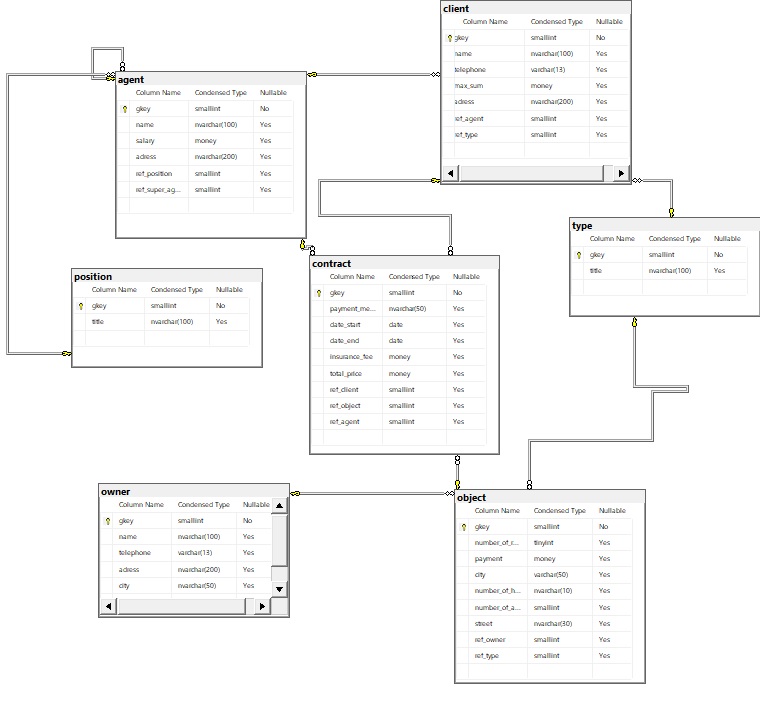 client
Column Name Condensed Type Nullable
gkey smallint No
name nvarchar(100) Yes
telephone varchar(13) Yes
max_sum money Yes
adress nvarchar(200) Yes
ref_agent smallint Yes
ref_type smallint Yes
agent
Column Name Condensed Type Nullable
gkey smallint No
name nvarchar(100) Yes
salary money Yes
adress nvarchar(200) Yes
ref_position smallint Yes
ref_super_ag... smallint Yes
type
Column Name Condensed Type Nullable
gkey smallint No
title nvarchar(100) Yes
contract
Column Name Condensed Type Nullable
gkey smallint No
payment_me... nvarchar(50) Yes
date_start date Yes
date_end date Yes
insurance_fee money Yes
total_price money Yes
ref_client smallint Yes
ref_object smallint Yes
ref_agent smallint Yes
position
Column Name Condensed Type Nullable
gkey smallint No
title nvarchar(100) Yes
owner
Column Name Condensed Type Nullable
gkey smallint No
name nvarchar(100) Yes
telephone varchar(13) Yes
adress nvarchar(200) Yes
city nvarchar(50) Yes
object
Column Name Condensed Type Nullable
gkey smallint No
number_of_r... tinyint Yes
payment money Yes
city varchar(50) Yes
number_of_h... nvarchar(10) Yes
number_of_a... smallint Yes
street nvarchar(30) Yes
ref_owner smallint Yes
ref_type smallint Yes